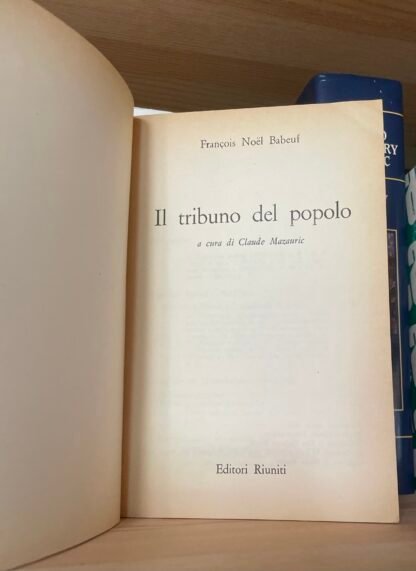 François Noël Babeuf
Il tribuno del popolo
a cura di Claude Mazauric
Editori Riuniti